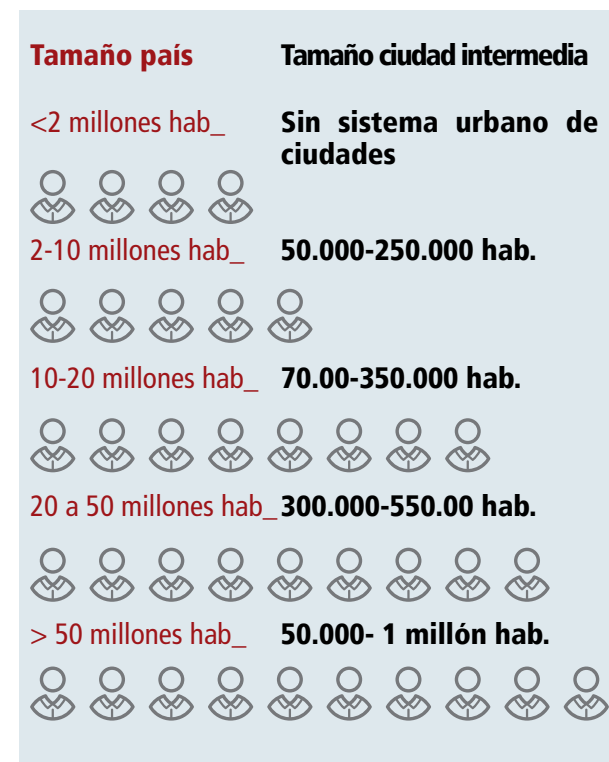 Tamaño país Tamaño ciudad intermedia
<2 millones hab_ Sin sistema urbano de
ciudades
2-10 millones hab_ 50.000-250.000 hab.
10-20 millones hab_ 70.00-350.000 hab.
20 a 50 millones hab_ 300.000-550.00 hab.
> 50 millones hab_ 50.000- 1 millón hab.